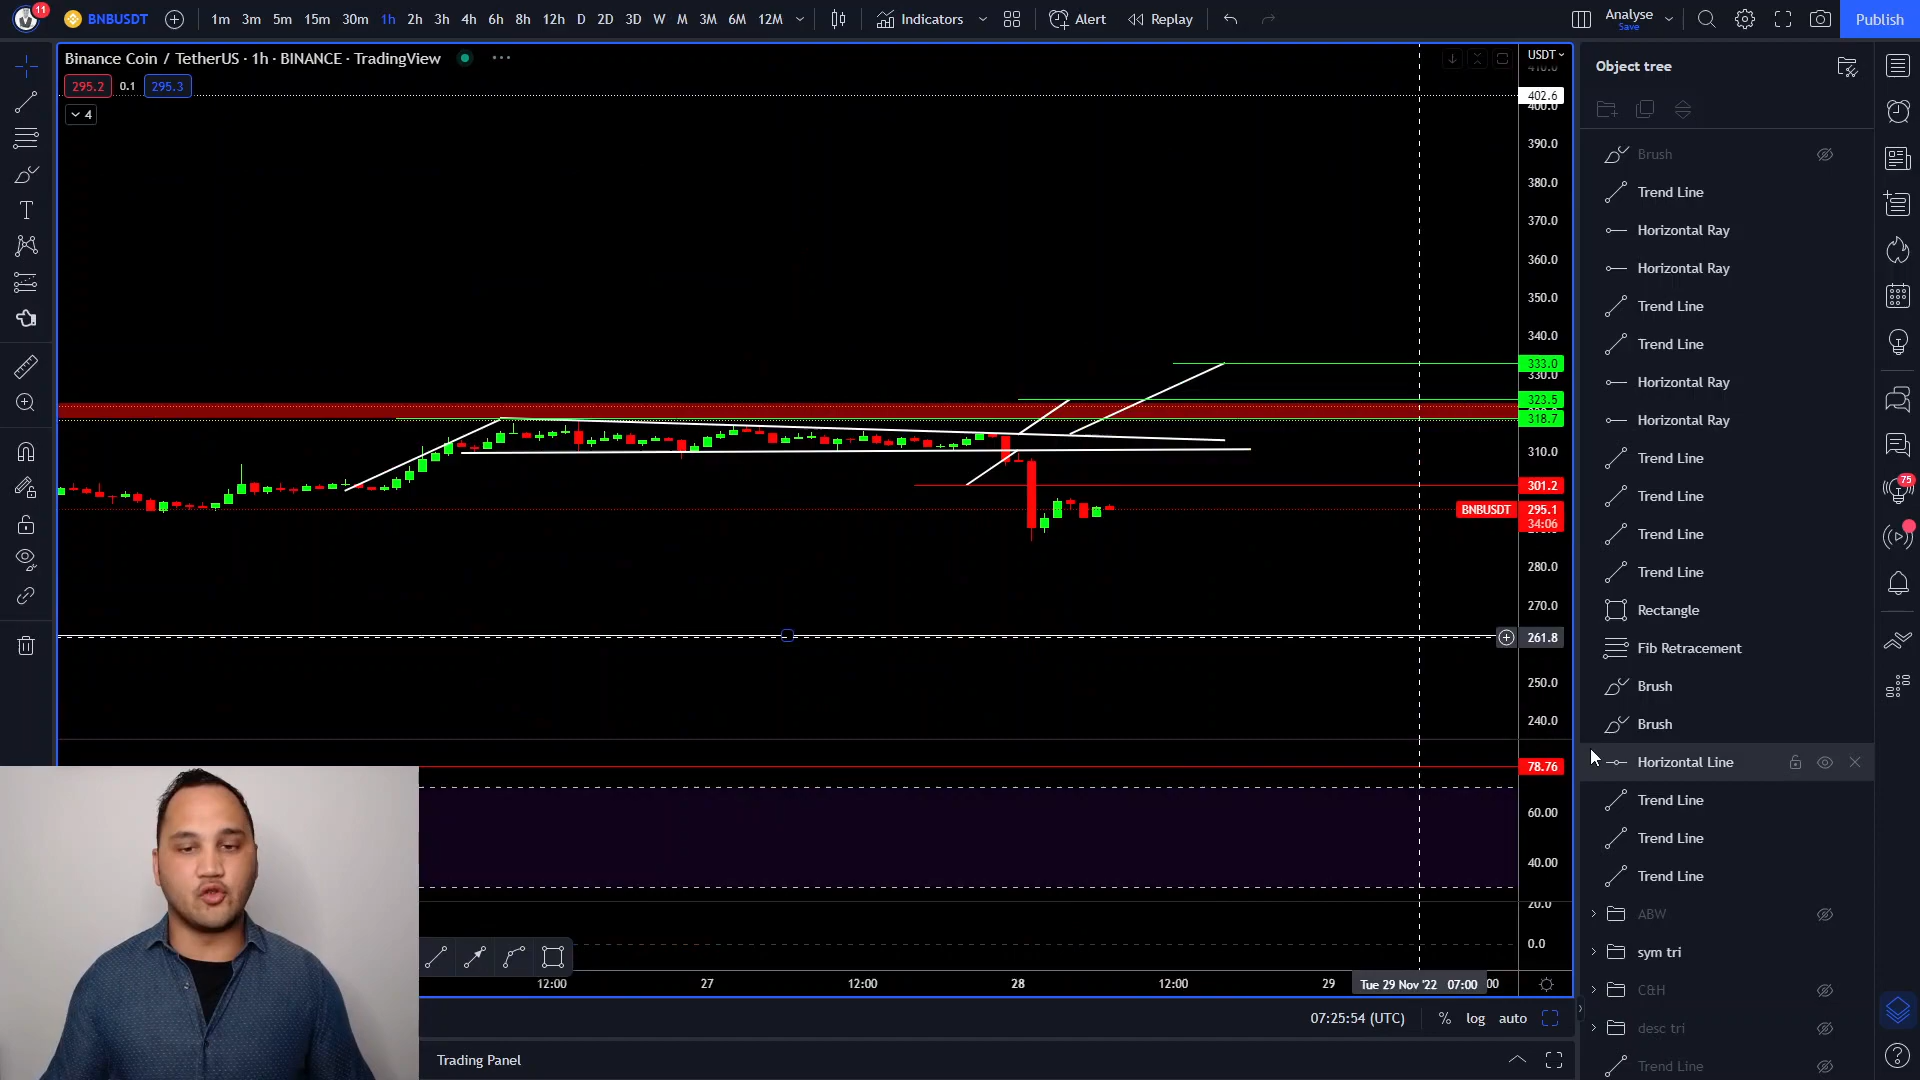 11
BNBUSDT
1m 3m 5m 15m 30m 1h 2h 3h 4h 6h 8h 12h D 2D 3D W M 3M 6M 12M
Indicators
Alert
Replay
Analyse
Save
Publish
Binance Coin / TetherUS · 1h · BINANCE · TradingView
USDT
295.2 0.1 295.3
4
402.6
400.0
390.0
380.0
370.0
360.0
350.0
340.0
333.0
330.0
323.5
318.7
310.0
301.2
BNBUSDT 295.1
34:06
280.0
270.0
261.8
250.0
240.0
78.76
60.00
40.00
20.0
0.0
12:00 27 12:00 28 12:00 29 Tue 29 Nov '22 07:00 :00
07:25:54 (UTC) % log auto
Trading Panel
Object tree
Brush
Trend Line
Horizontal Ray
Horizontal Ray
Trend Line
Trend Line
Horizontal Ray
Horizontal Ray
Trend Line
Trend Line
Trend Line
Trend Line
Rectangle
Fib Retracement
Brush
Brush
Horizontal Line
Trend Line
Trend Line
Trend Line
ABW
sym tri
C&H
desc tri
Trend Line
75